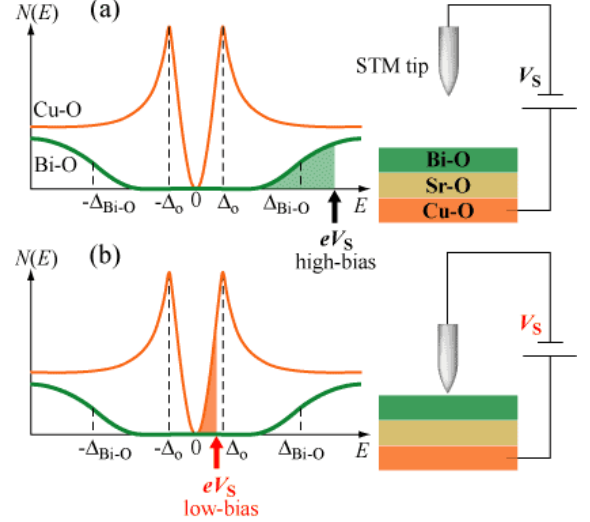 N(E)
(a)
Cu-O
Bi-O
-Δ_Bi-O
-Δ_o
0
Δ_o
Δ_Bi-O
E
eV_S
high-bias
STM tip
V_S
Bi-O
Sr-O
Cu-O
N(E)
(b)
-Δ_Bi-O
-Δ_o
0
Δ_o
Δ_Bi-O
E
eV_S
low-bias
V_S